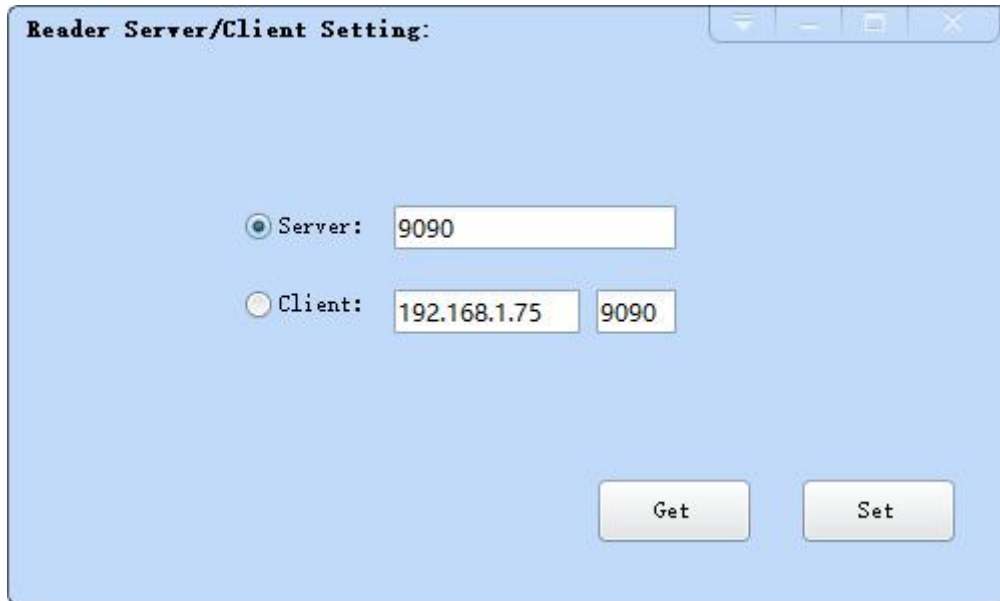 Reader Server/Client Setting:
Server: 9090
Client: 192.168.1.75 9090
Get Set